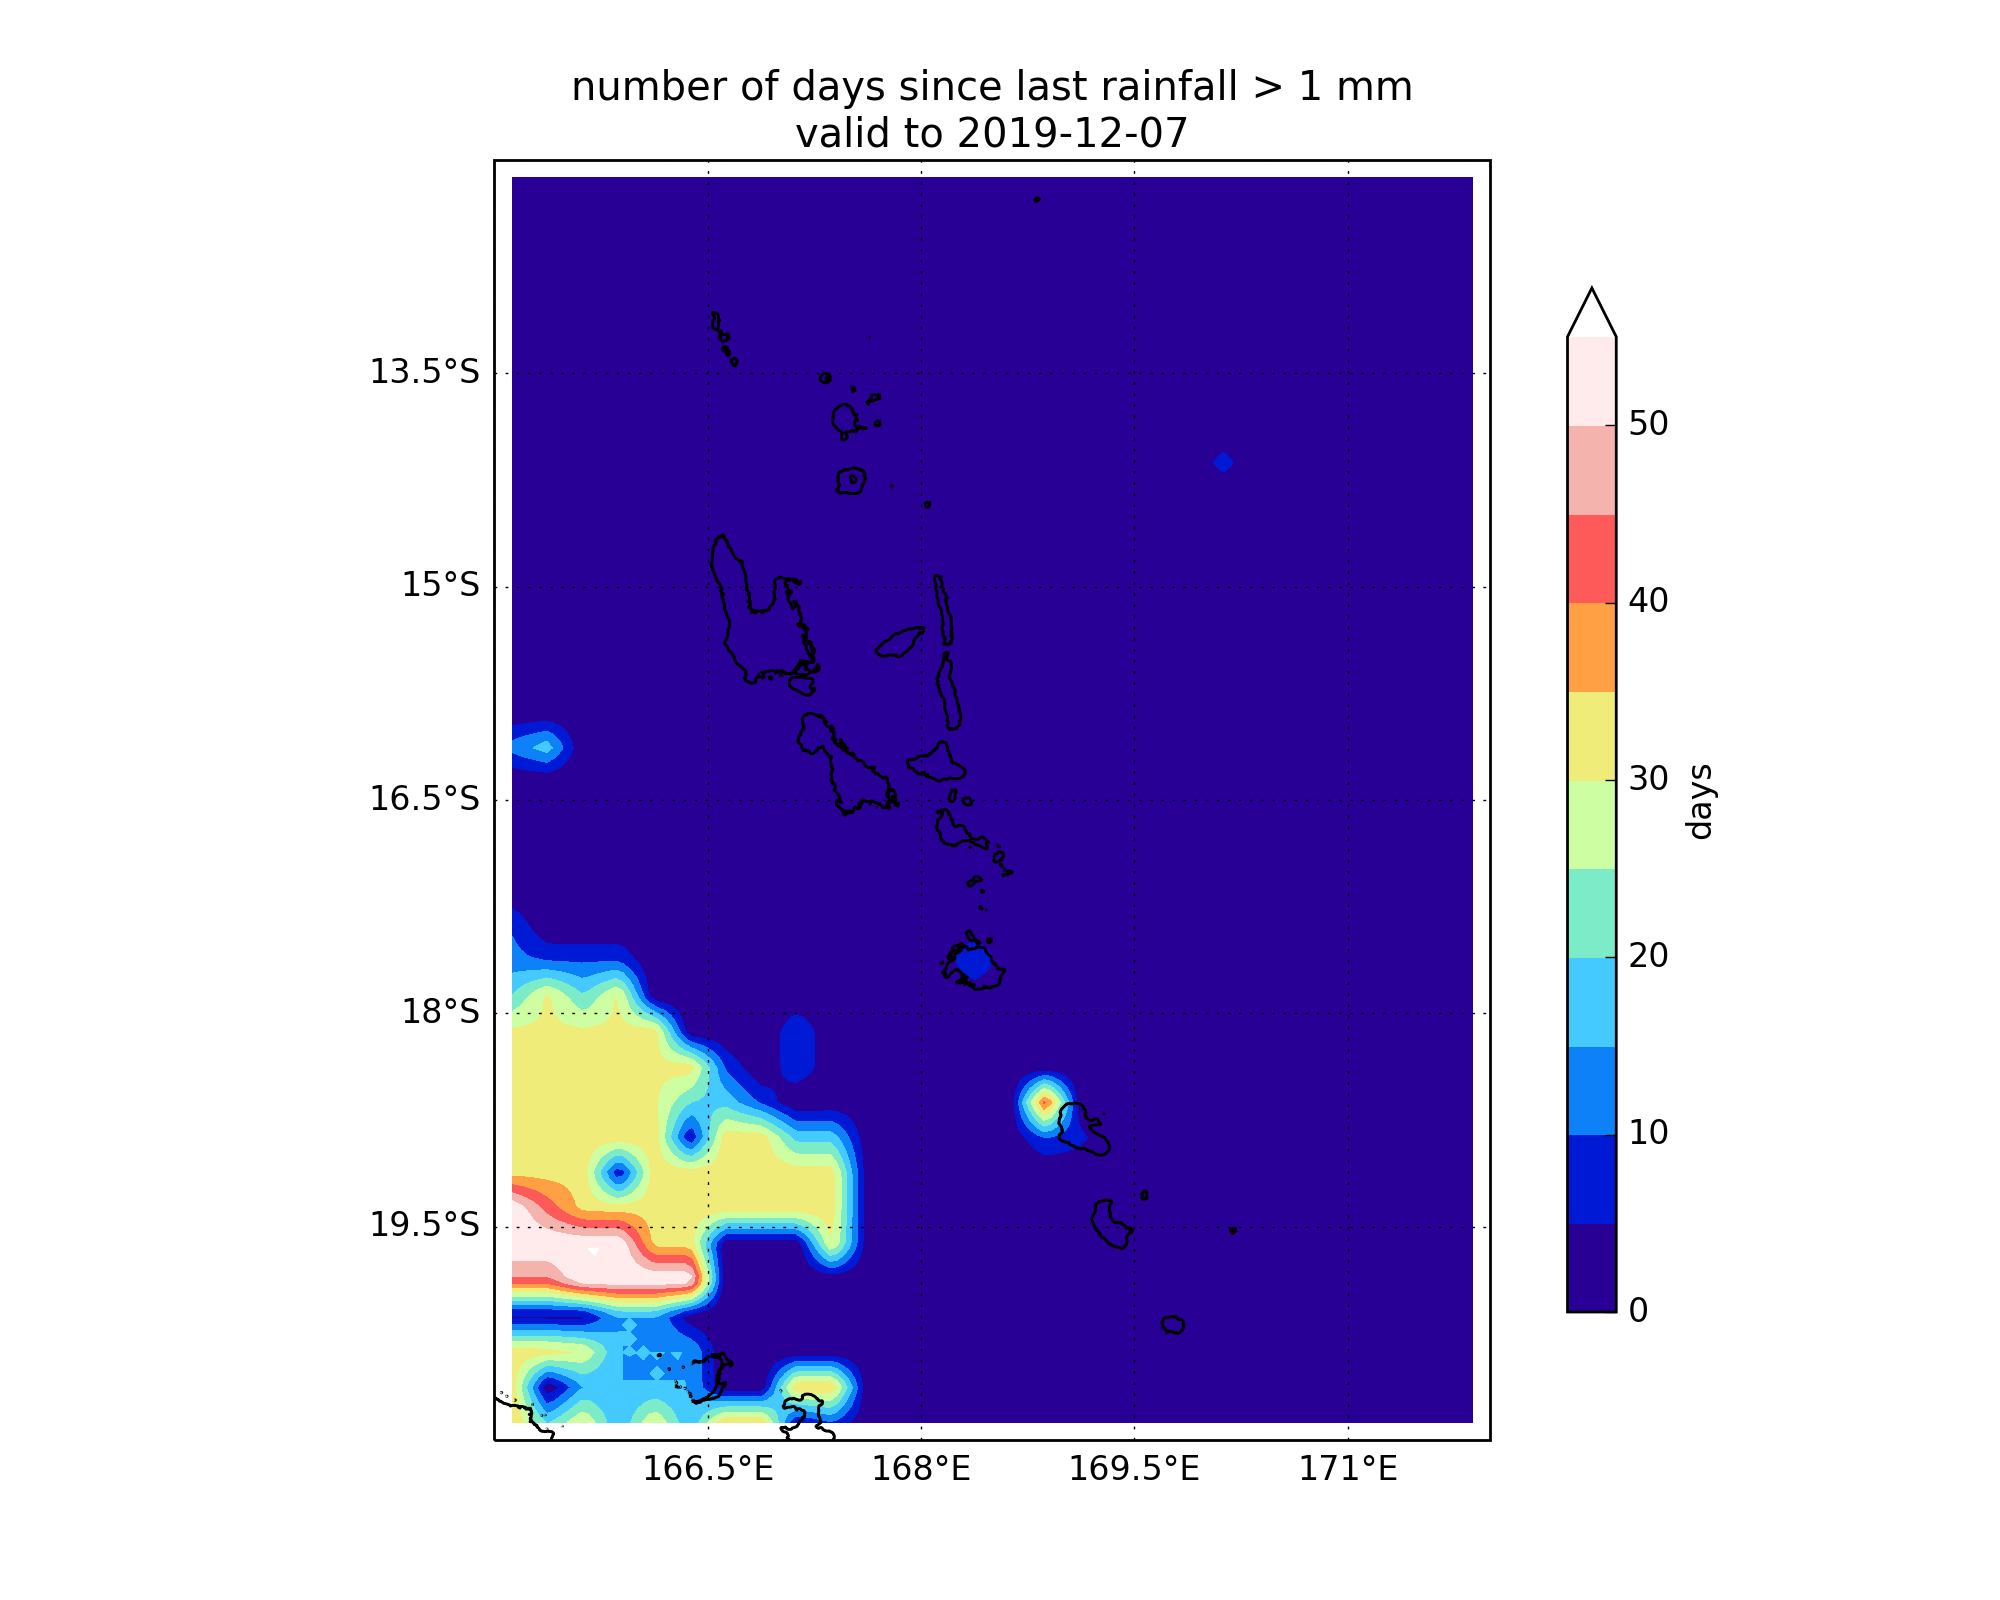 number of days since last rainfall > 1 mm
valid to 2019-12-07
13.5°S
15°S
16.5°S
18°S
19.5°S
166.5°E
168°E
169.5°E
171°E
50
40
30
20
10
0
days